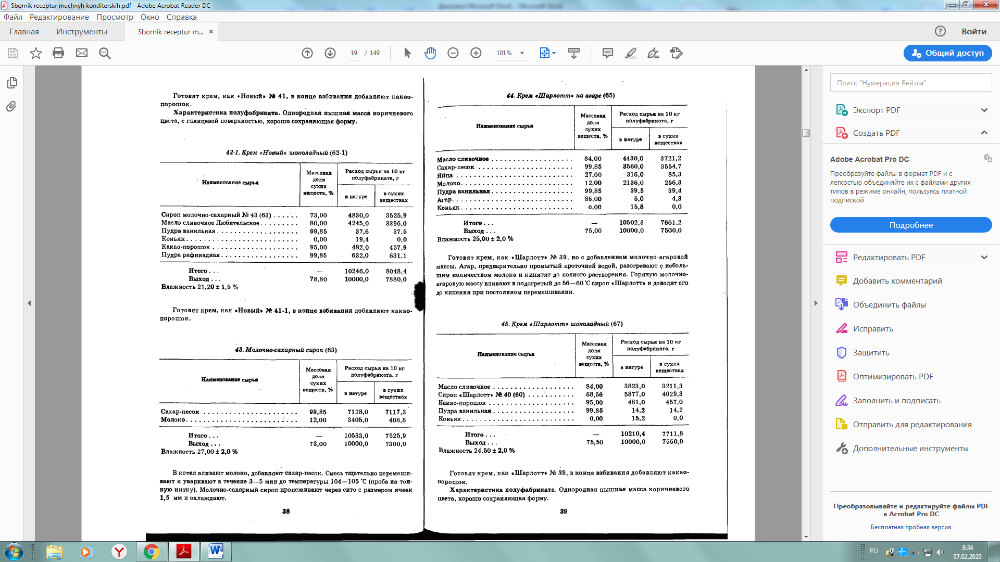 Sbornik receptur muchnyh konditerskih.pdf - Adobe Acrobat Reader DC
Файл Редактирование Просмотр Окно Справка
Главная Инструменты Sbornik receptur m... ×
Войти
19 / 149
101%
Общий доступ
Готовят крем, как «Новый» № 41, в конце взбивания добавляют какао-
порошок.
Характеристика полуфабриката. Однородная пышная масса коричневого
цвета, с глянцевой поверхностью, хорошо сохраняющая форму.
42-1. Крем «Новый» шоколадный (62-1)
Наименование сырья
Массовая доля сухих веществ, %
Расход сырья на 10 кг полуфабриката, г
в натуре
в сухих веществах
Сироп молочно-сахарный № 43 (63) ...... 73,00 4830,0 3525,9
Масло сливочное Любительское......... 80,00 4245,0 3396,0
Пудра ванильная ................... 99,85 37,6 37,5
Коньяк ....................... 0,00 19,4 0,0
Какао-порошок .................... 95,00 482,0 457,9
Пудра рафинадная .................. 99,85 632,0 631,1
Итого ... — 10246,0 8048,4
Выход ... 78,80 10000,0 7880,0
Влажность 21,20 ± 1,5 %
Готовят крем, как «Новый» № 41-1, в конце взбивания добавляют какао-
порошок.
43. Молочно-сахарный сироп (63)
Наименование сырья
Массовая доля сухих веществ, %
Расход сырья на 10 кг полуфабриката, г
в натуре
в сухих веществах
Сахар-песок ...................... 99,85 7128,0 7117,3
Молоко ......................... 12,00 3405,0 408,6
Итого ... — 10533,0 7525,9
Выход ... 73,00 10000,0 7300,0
Влажность 27,00 ± 2,0 %
В котел вливают молоко, добавляют сахар-песок. Смесь тщательно перемеши-
вают и уваривают в течение 3—5 мин до температуры 104—105 °С (проба на тон-
кую нитку). Молочно-сахарный сироп процеживают через сито с размером ячеек
1,5 мм и охлаждают.
38
44. Крем «Шарлотт» на агаре (65)
Наименование сырья
Массовая доля сухих веществ, %
Расход сырья на 10 кг полуфабриката, г
в натуре
в сухих веществах
Масло сливочное ................... 84,00 4430,0 3721,2
Сахар-песок ...................... 99,85 3560,0 3554,7
Яйца .......................... 27,00 316,0 85,3
Молоко ......................... 12,00 2136,0 256,3
Пудра ванильная ................... 99,85 39,5 39,4
Агар ........................... 85,00 5,0 4,3
Коньяк ......................... 0,00 15,8 0,0
Итого ... — 10502,3 7661,2
Выход ... 75,00 10000,0 7500,0
Влажность 25,00 ± 2,0 %
Готовят крем, как «Шарлотт» № 39, но с добавлением молочно-агаровой
массы. Агар, предварительно промытый проточной водой, разогревают с неболь-
шим количеством молока и кипятят до полного растворения. Горячую молочно-
агаровую массу вливают в подогретый до 56—60 °С сироп «Шарлотт» и доводят его
до кипения при постоянном перемешивании.
45. Крем «Шарлотт» шоколадный (67)
Наименование сырья
Массовая доля сухих веществ, %
Расход сырья на 10 кг полуфабриката, г
в натуре
в сухих веществах
Масло сливочное ................... 84,00 3823,0 3211,3
Сироп «Шарлотт» № 40 (60) ........... 68,56 5877,0 4029,3
Какао-порошок .................... 95,00 481,0 457,0
Пудра ванильная ................... 99,85 14,2 14,2
Коньяк ......................... 0,00 15,2 0,0
Итого ... — 10210,4 7711,8
Выход ... 75,50 10000,0 7550,0
Влажность 24,50 ± 2,0 %
Готовят крем, как «Шарлотт» № 39, в конце взбивания добавляют какао-
порошок.
Характеристика полуфабриката. Однородная пышная масса коричневого
цвета, хорошо сохраняющая форму.
39
Поиск "Нумерация Бейтса"
Экспорт PDF
Создать PDF
Adobe Acrobat Pro DC
Преобразуйте файлы в формат PDF и с
легкостью объединяйте их с файлами других
типов в режиме онлайн, пользуясь платной
подпиской
Подробнее
Редактировать PDF
Добавить комментарий
Объединить файлы
Исправить
Защитить
Оптимизировать PDF
Заполнить и подписать
Отправить для редактирования
Дополнительные инструменты
Преобразовывайте и редактируйте файлы PDF
в Acrobat Pro DC
Бесплатная пробная версия
RU
8:34
07.02.2020